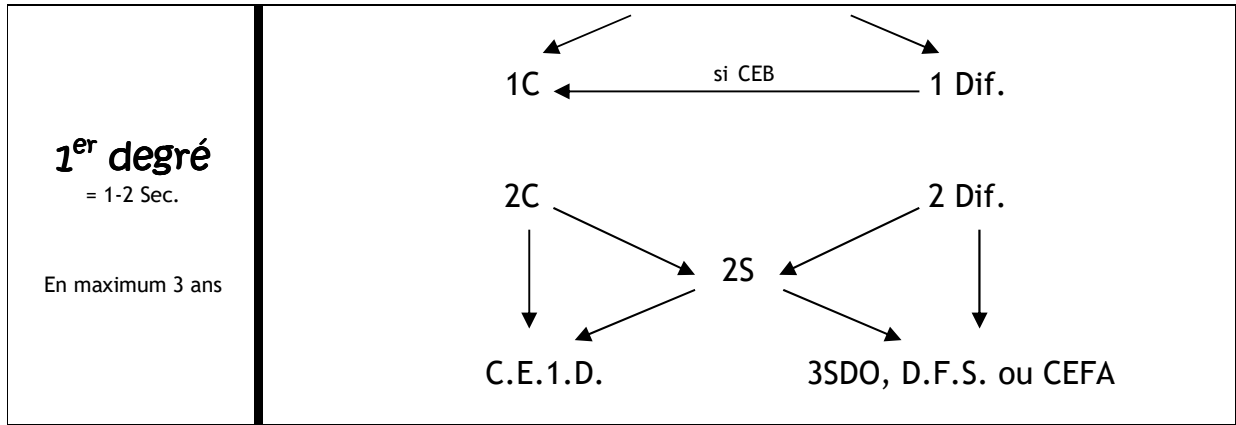 1er degré
= 1-2 Sec.
En maximum 3 ans
1C si CEB 1 Dif.
2C 2 Dif.
2S
C.E.1.D. 3SDO, D.F.S. ou CEFA